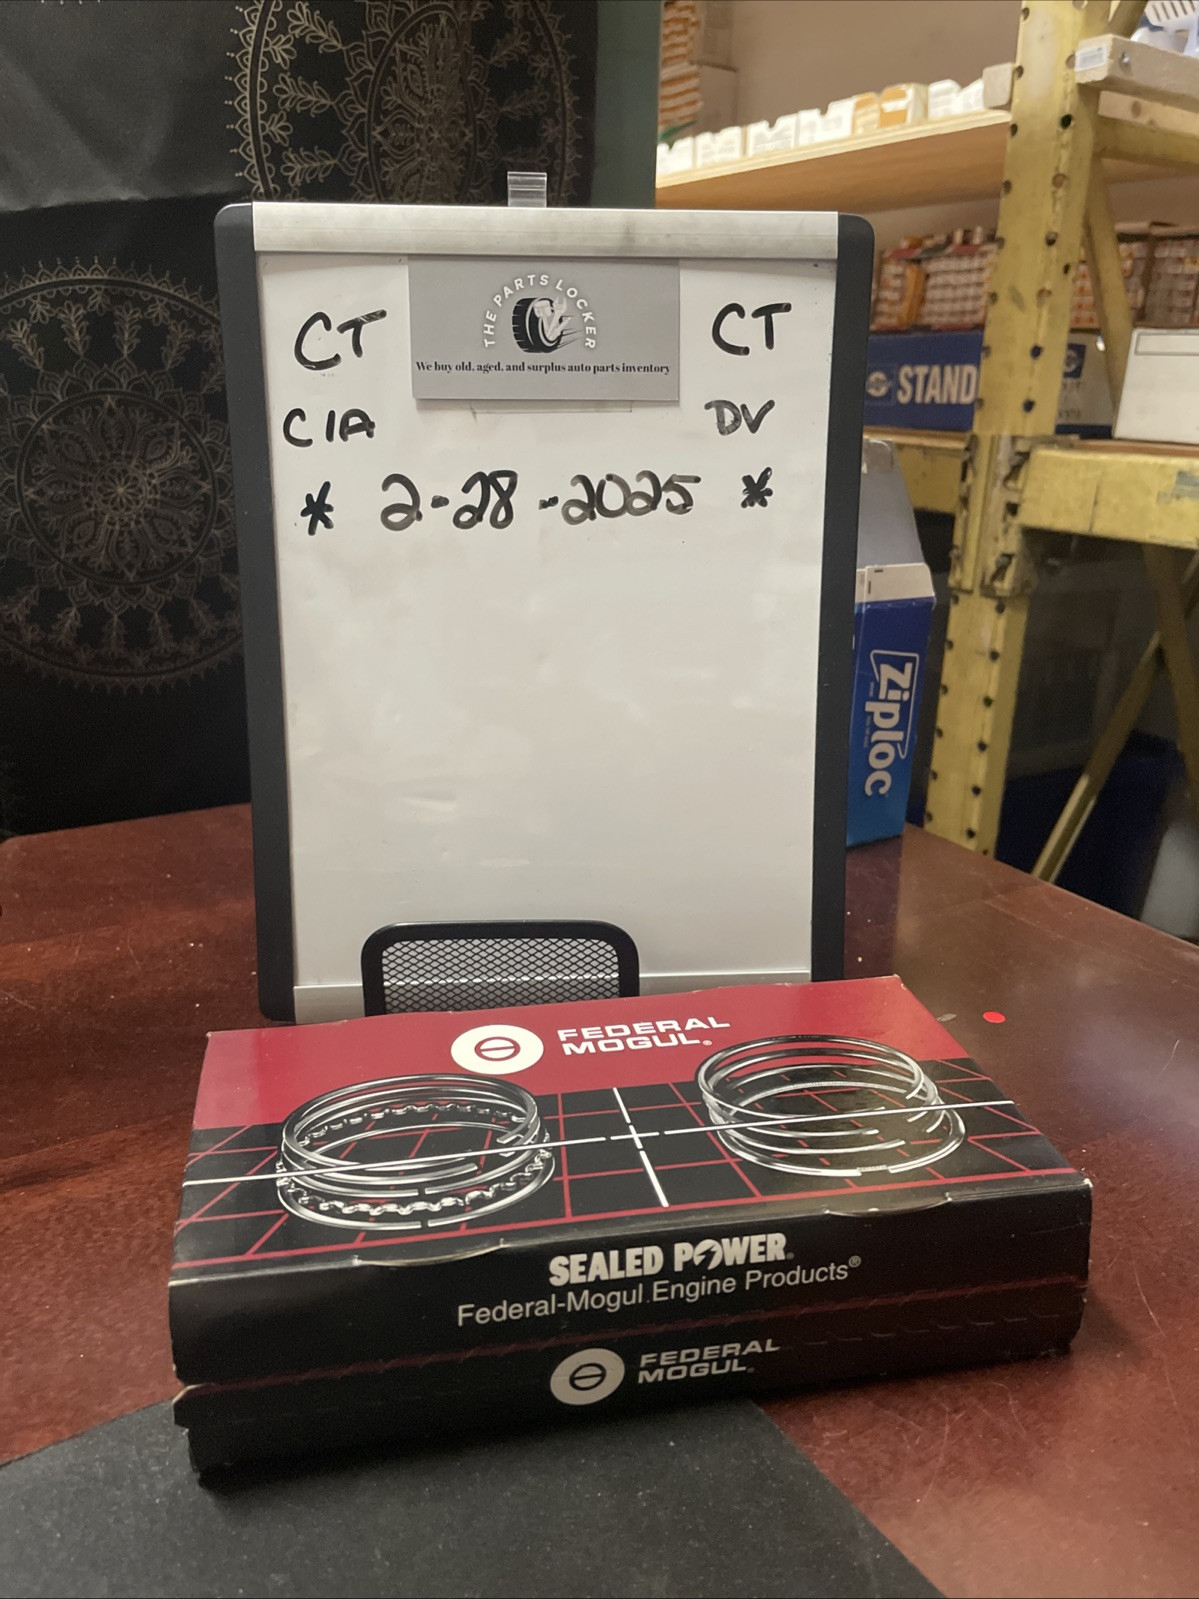 THE PARTS LOCKER
We buy old, aged, and surplus auto parts inventory
CT CT
CIA DV
* 2-28-2025 *
STAND
Ziploc
FEDERAL
MOGUL®
SEALED POWER®
Federal-Mogul Engine Products®
FEDERAL
MOGUL®